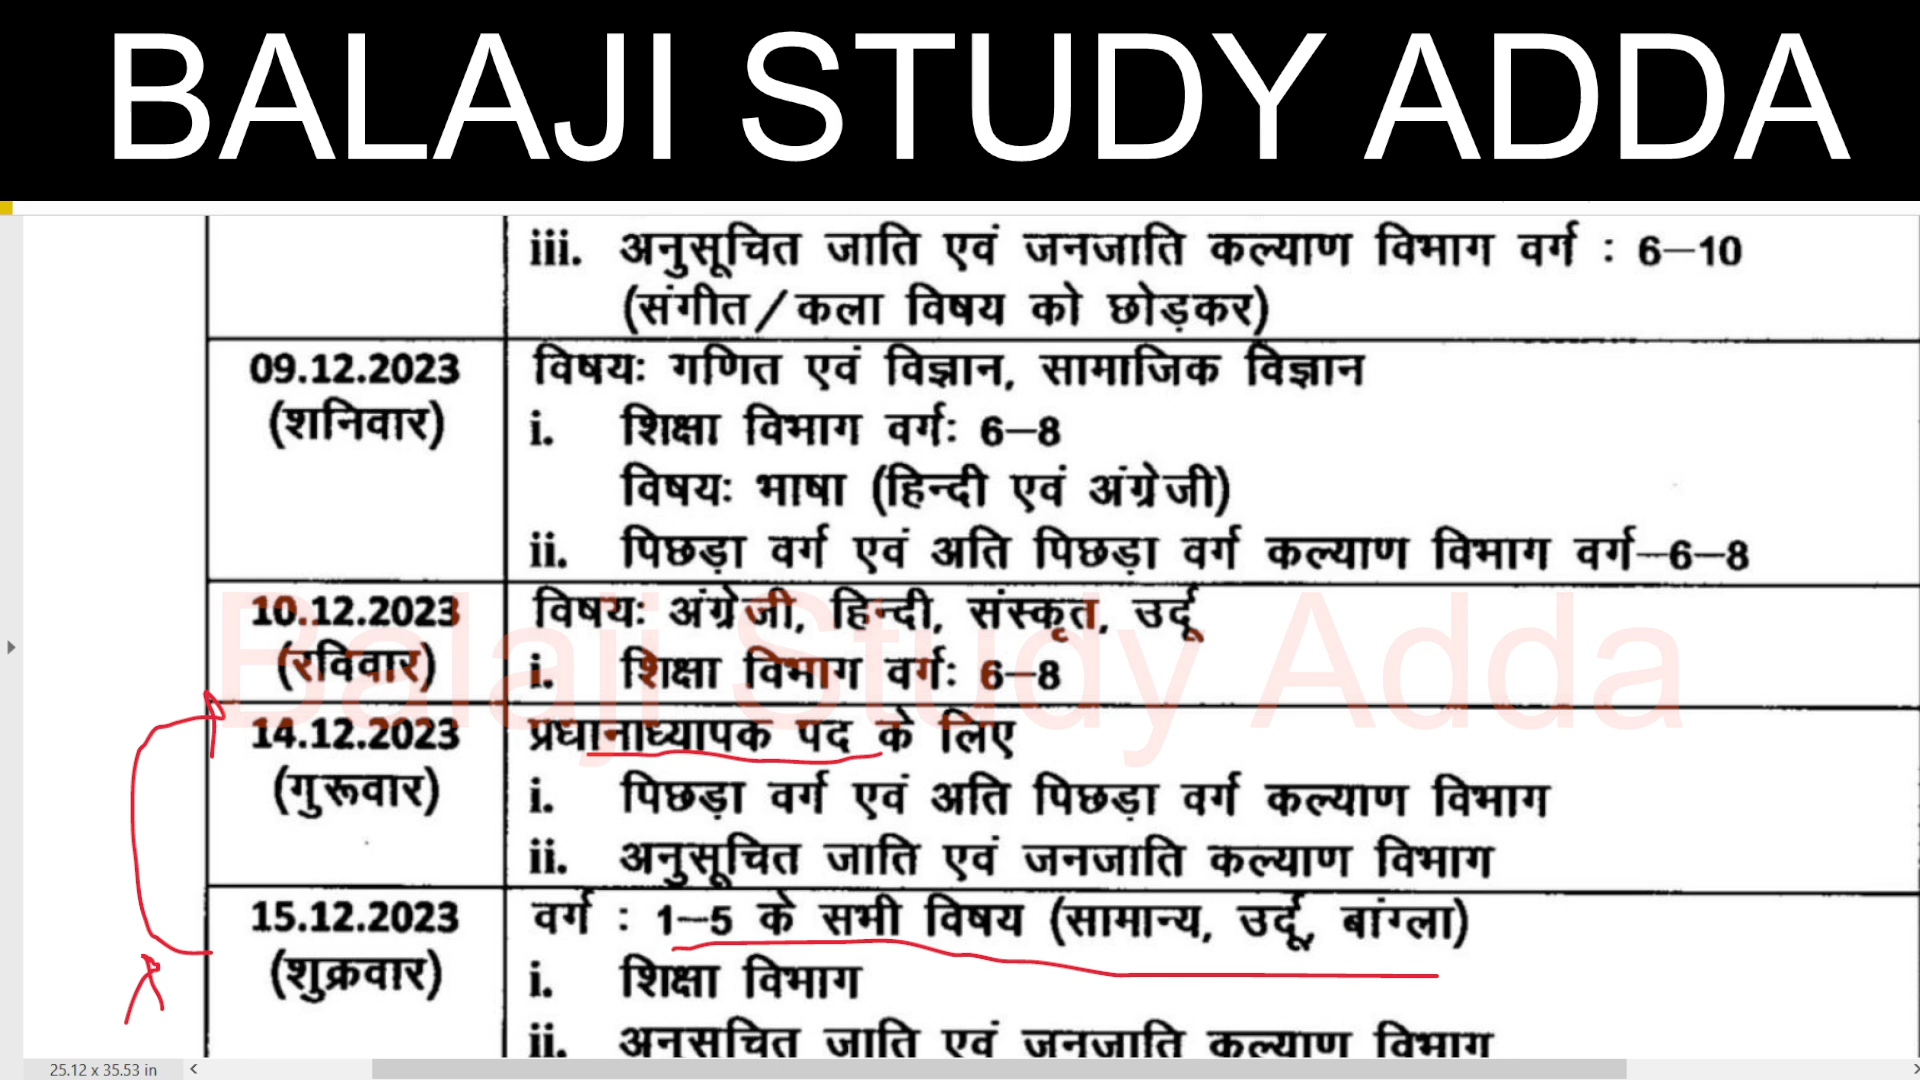 BALAJI STUDY ADDA
iii. अनुसूचित जाति एवं जनजाति कल्याण विभाग वर्ग : 6–10
(संगीत/कला विषय को छोड़कर)
09.12.2023
(शनिवार)
विषयः गणित एवं विज्ञान, सामाजिक विज्ञान
i. शिक्षा विभाग वर्गः 6–8
विषयः भाषा (हिन्दी एवं अंग्रेजी)
ii. पिछड़ा वर्ग एवं अति पिछड़ा वर्ग कल्याण विभाग वर्ग–6–8
10.12.2023
(रविवार)
विषयः अंग्रेजी, हिन्दी, संस्कृत, उर्दू
i. शिक्षा विभाग वर्गः 6–8
Balaji Study Adda
14.12.2023
(गुरूवार)
प्रधानाध्यापक पद के लिए
i. पिछड़ा वर्ग एवं अति पिछड़ा वर्ग कल्याण विभाग
ii. अनुसूचित जाति एवं जनजाति कल्याण विभाग
15.12.2023
(शुक्रवार)
वर्ग : 1–5 के सभी विषय (सामान्य, उर्दू, बांग्ला)
i. शिक्षा विभाग
ii. अनुसूचित जाति एवं जनजाति कल्याण विभाग
25.12 x 35.53 in